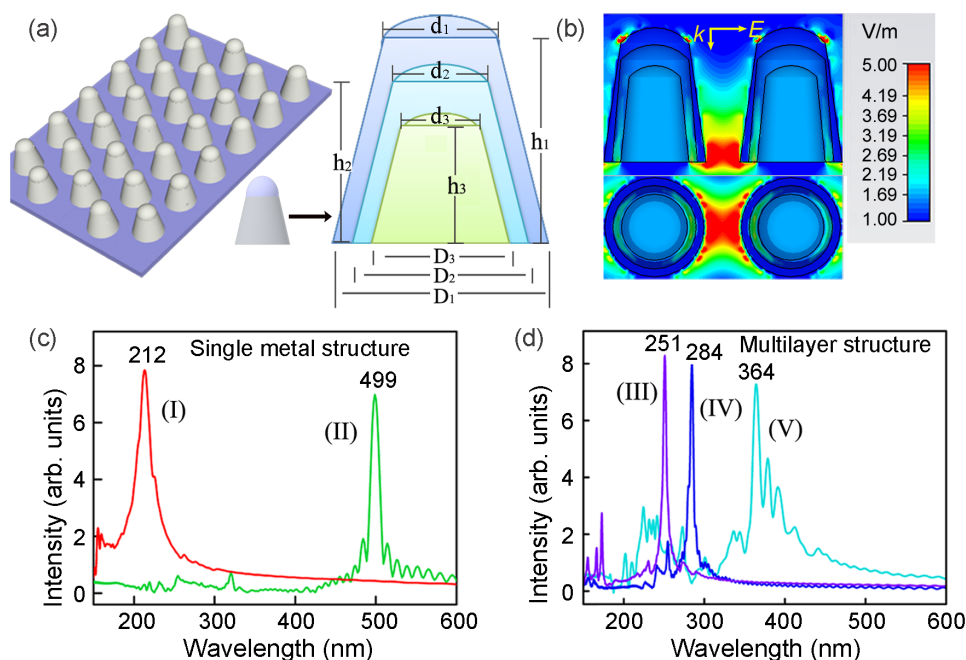 (a)
d₁
d₂
d₃
h₂
h₃
h₁
D₃
D₂
D₁
(b)
k
E
V/m
5.00
4.19
3.19
2.69
2.19
1.69
1.00
(c)
212
Single metal structure
499
(I)
(II)
8
6
4
2
0
Intensity (arb. units)
200 300 400 500 600
Wavelength (nm)
(d)
251
284
Multilayer structure
364
(III)
(IV)
(V)
8
6
4
2
0
Intensity (arb. units)
200 300 400 500 600
Wavelength (nm)